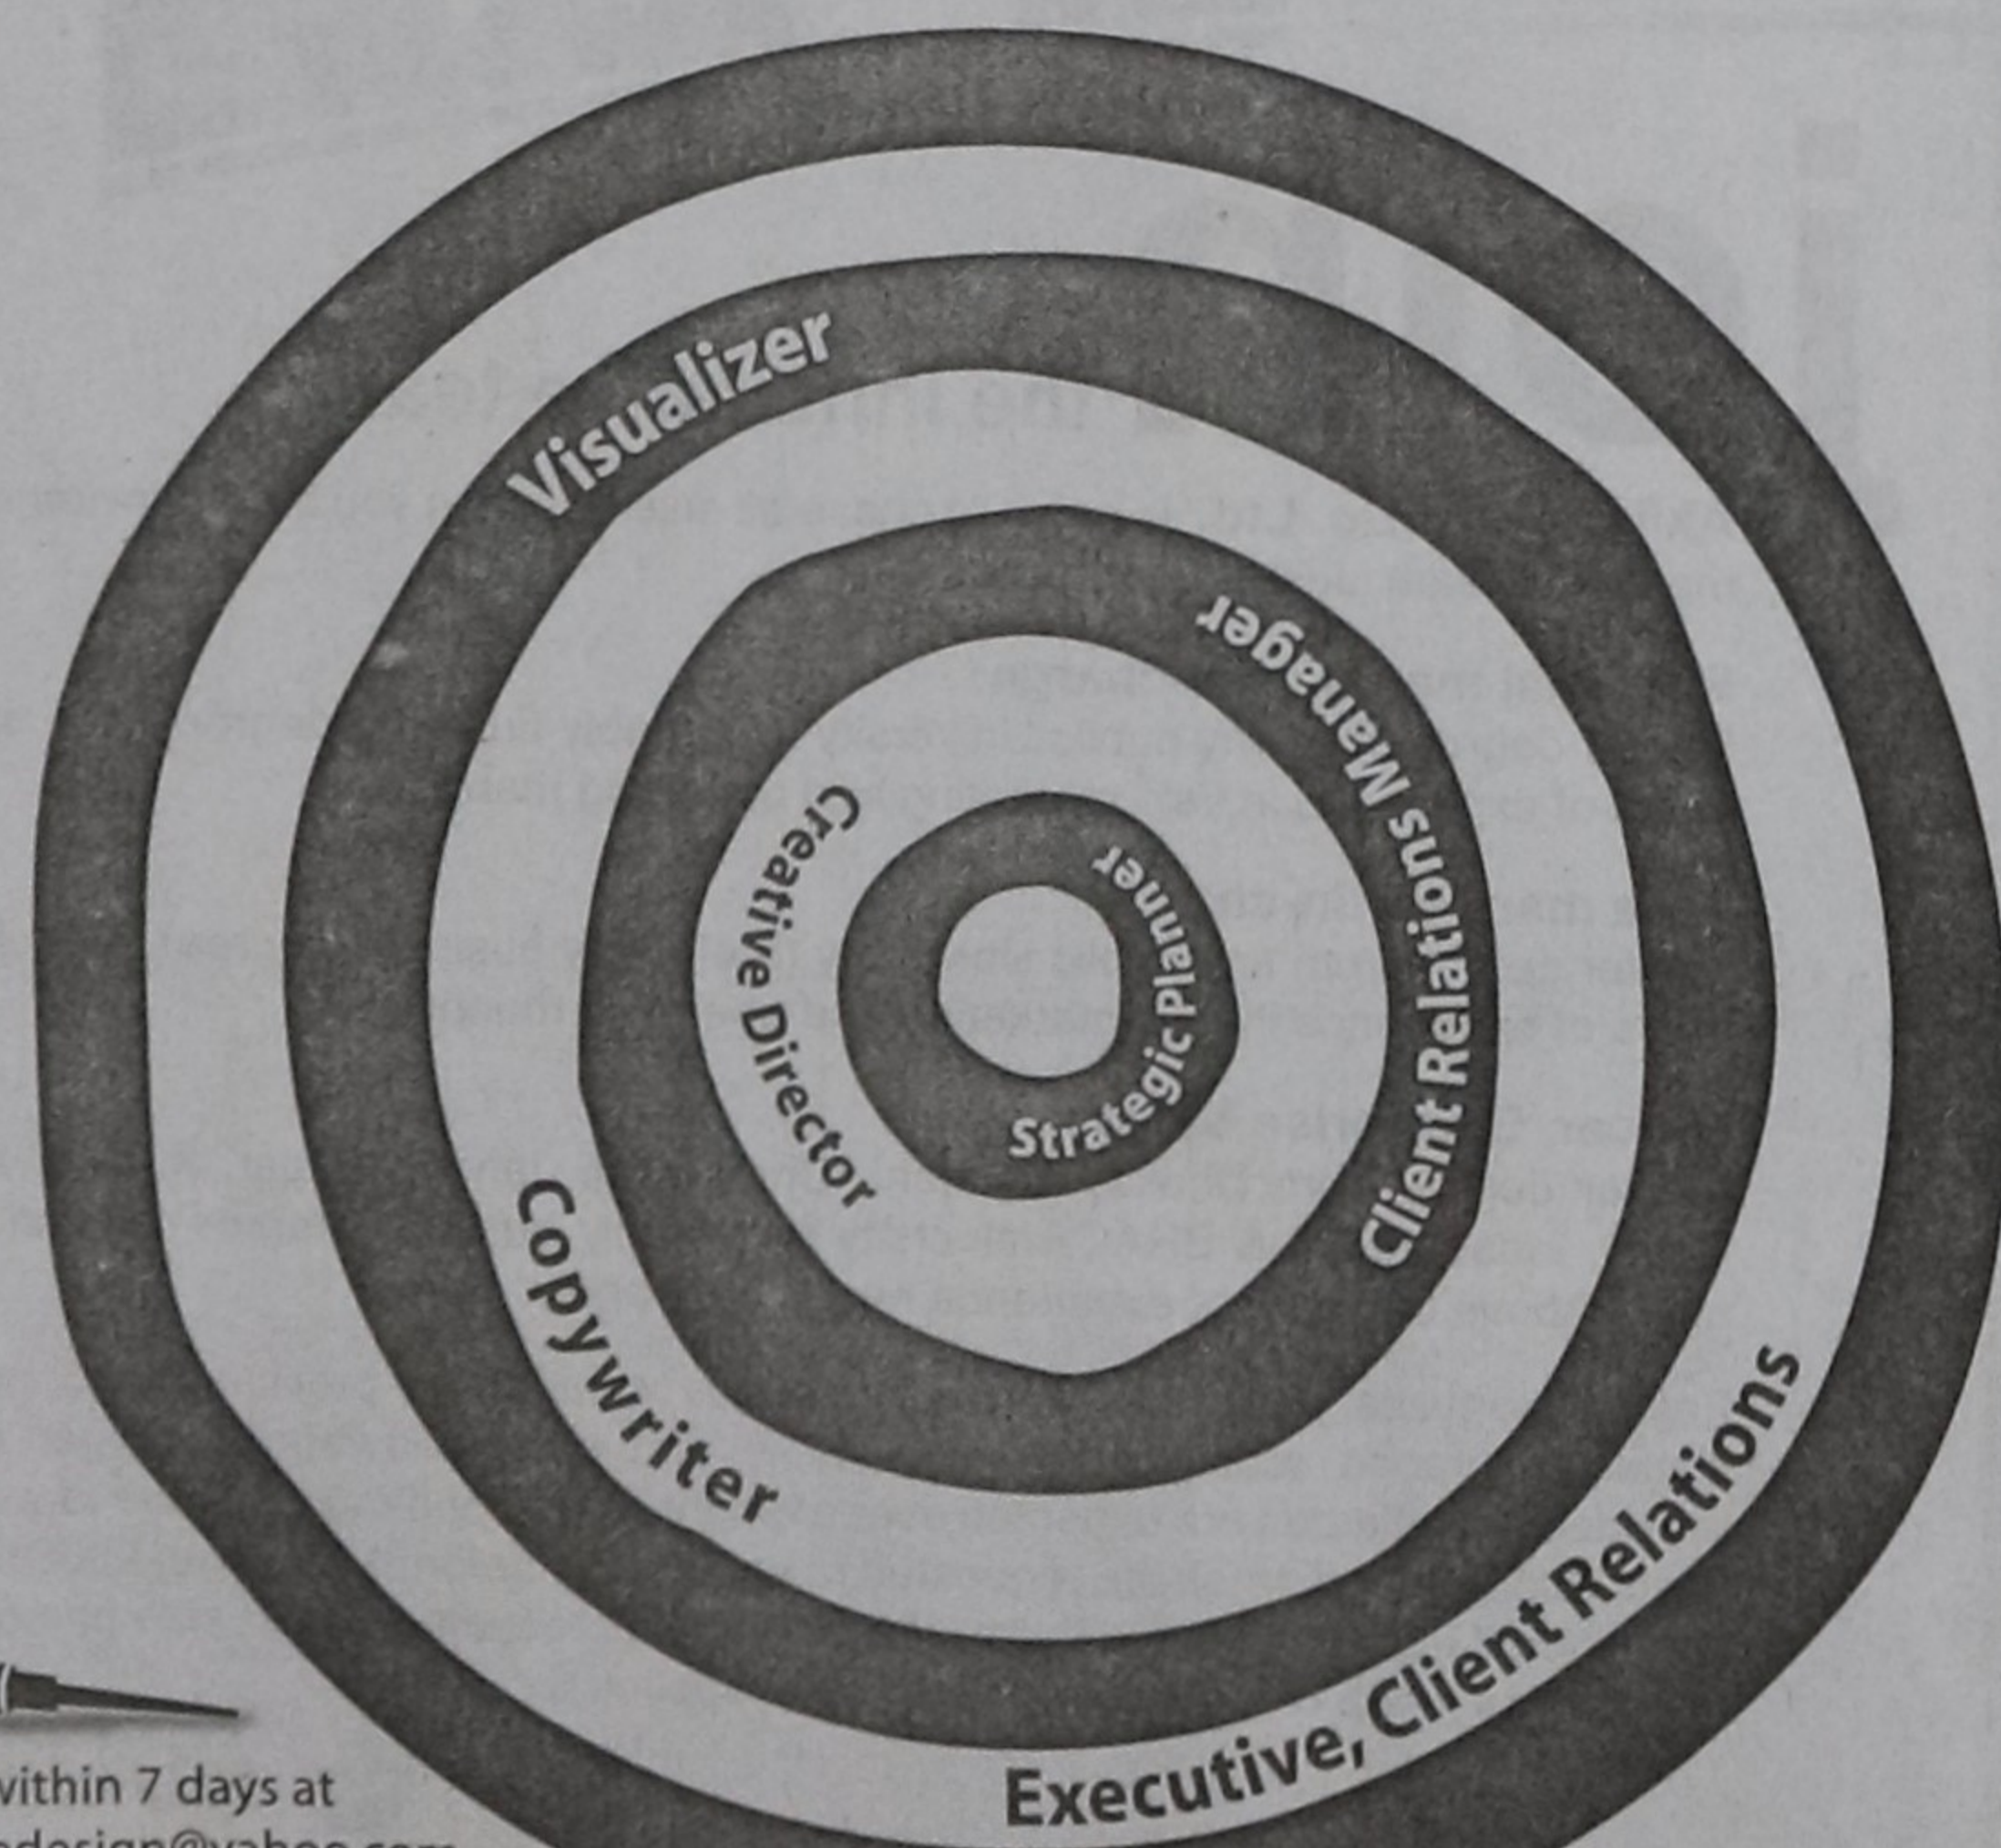 Visualizer
Client Relations Manager
Creative Director
Strategic Planner
Copywriter
Executive, Client Relations
within 7 days at